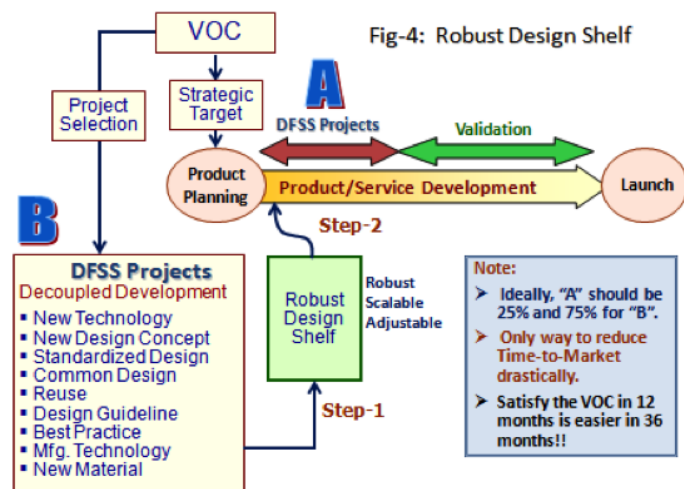 VOC
Fig-4: Robust Design Shelf
Project
Selection
Strategic
Target
A
DFSS Projects
Validation
Product
Planning
Product/Service Development
Launch
Step-2
B
DFSS Projects
Decoupled Development
New Technology
New Design Concept
Standardized Design
Common Design
Reuse
Design Guideline
Best Practice
Mfg. Technology
New Material
Robust
Design
Shelf
Robust
Scalable
Adjustable
Step-1
Note:
Ideally, “A” should be
25% and 75% for “B”.
Only way to reduce
Time-to-Market
drastically.
Satisfy the VOC in 12
months is easier in 36
months!!